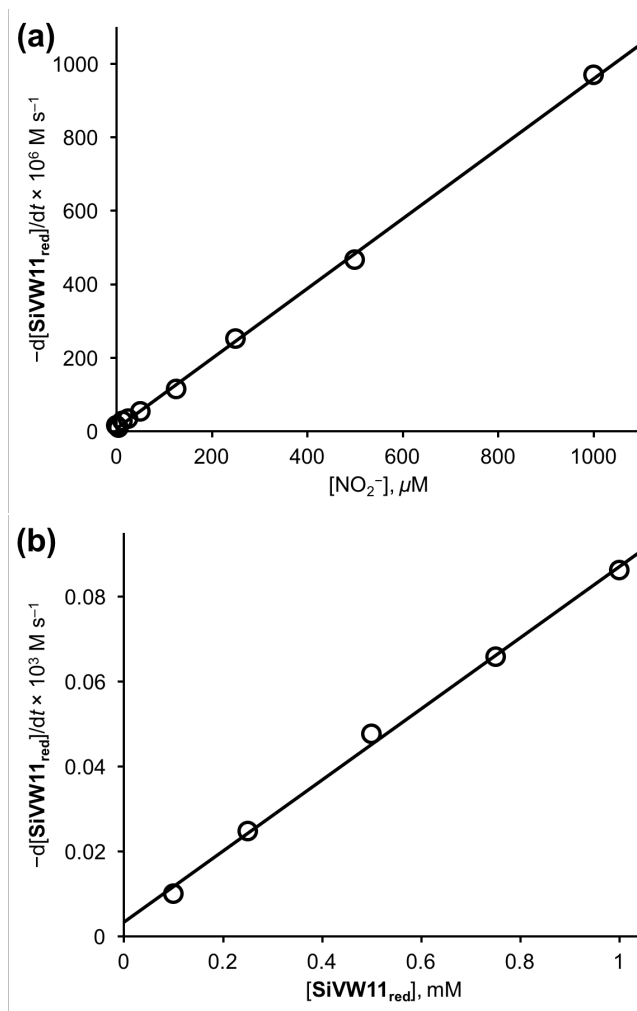 (a)
1000
800
600
400
200
0
−d[SiVW11red]/dt × 10⁶ M s⁻¹
0 200 400 600 800 1000
[NO₂⁻], µM
(b)
0.08
0.06
0.04
0.02
0
−d[SiVW11red]/dt × 10³ M s⁻¹
0 0.2 0.4 0.6 0.8 1
[SiVW11red], mM